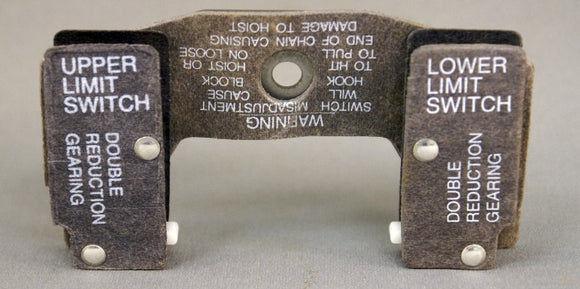 UPPER
LIMIT
SWITCH
DOUBLE
REDUCTION
GEARING
WARNING
SWITCH MISADJUSTMENT
WILL CAUSE
HOOK BLOCK
TO HIT HOIST OR
TO PULL ON LOOSE
END OF CHAIN CAUSING
DAMAGE TO HOIST
LOWER
LIMIT
SWITCH
DOUBLE
REDUCTION
GEARING